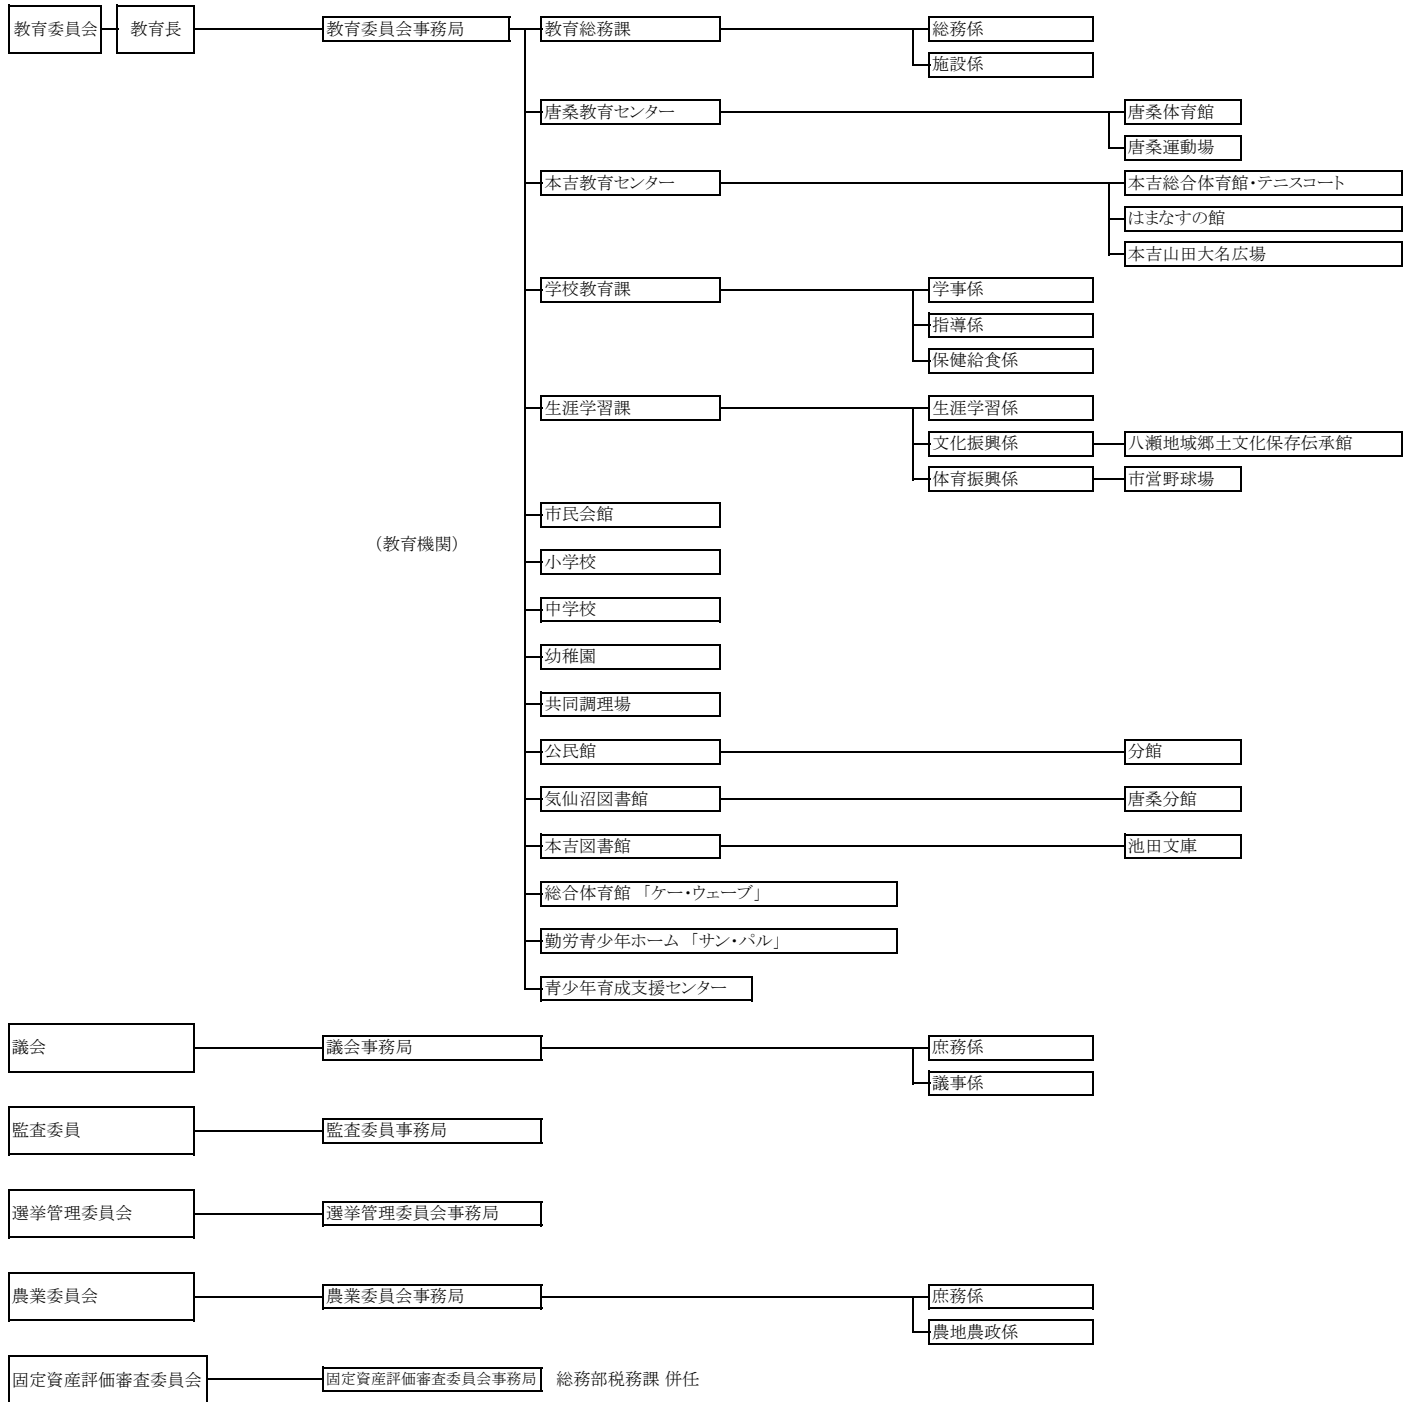 教育委員会 教育長 教育委員会事務局 教育総務課 総務係
施設係
唐桑教育センター 唐桑体育館
唐桑運動場
本吉教育センター 本吉総合体育館・テニスコート
はまなすの館
本吉山田大名広場
学校教育課 学事係
指導係
保健給食係
生涯学習課 生涯学習係
文化振興係 八瀬地域郷土文化保存伝承館
体育振興係 市営野球場
市民会館
（教育機関）
小学校
中学校
幼稚園
共同調理場
公民館 分館
気仙沼図書館 唐桑分館
本吉図書館 池田文庫
総合体育館 「ケー・ウェーブ」
勤労青少年ホーム 「サン・パル」
青少年育成支援センター
議会 議会事務局 庶務係
議事係
監査委員 監査委員事務局
選挙管理委員会 選挙管理委員会事務局
農業委員会 農業委員会事務局 庶務係
農地農政係
固定資産評価審査委員会 固定資産評価審査委員会事務局 総務部税務課 併任